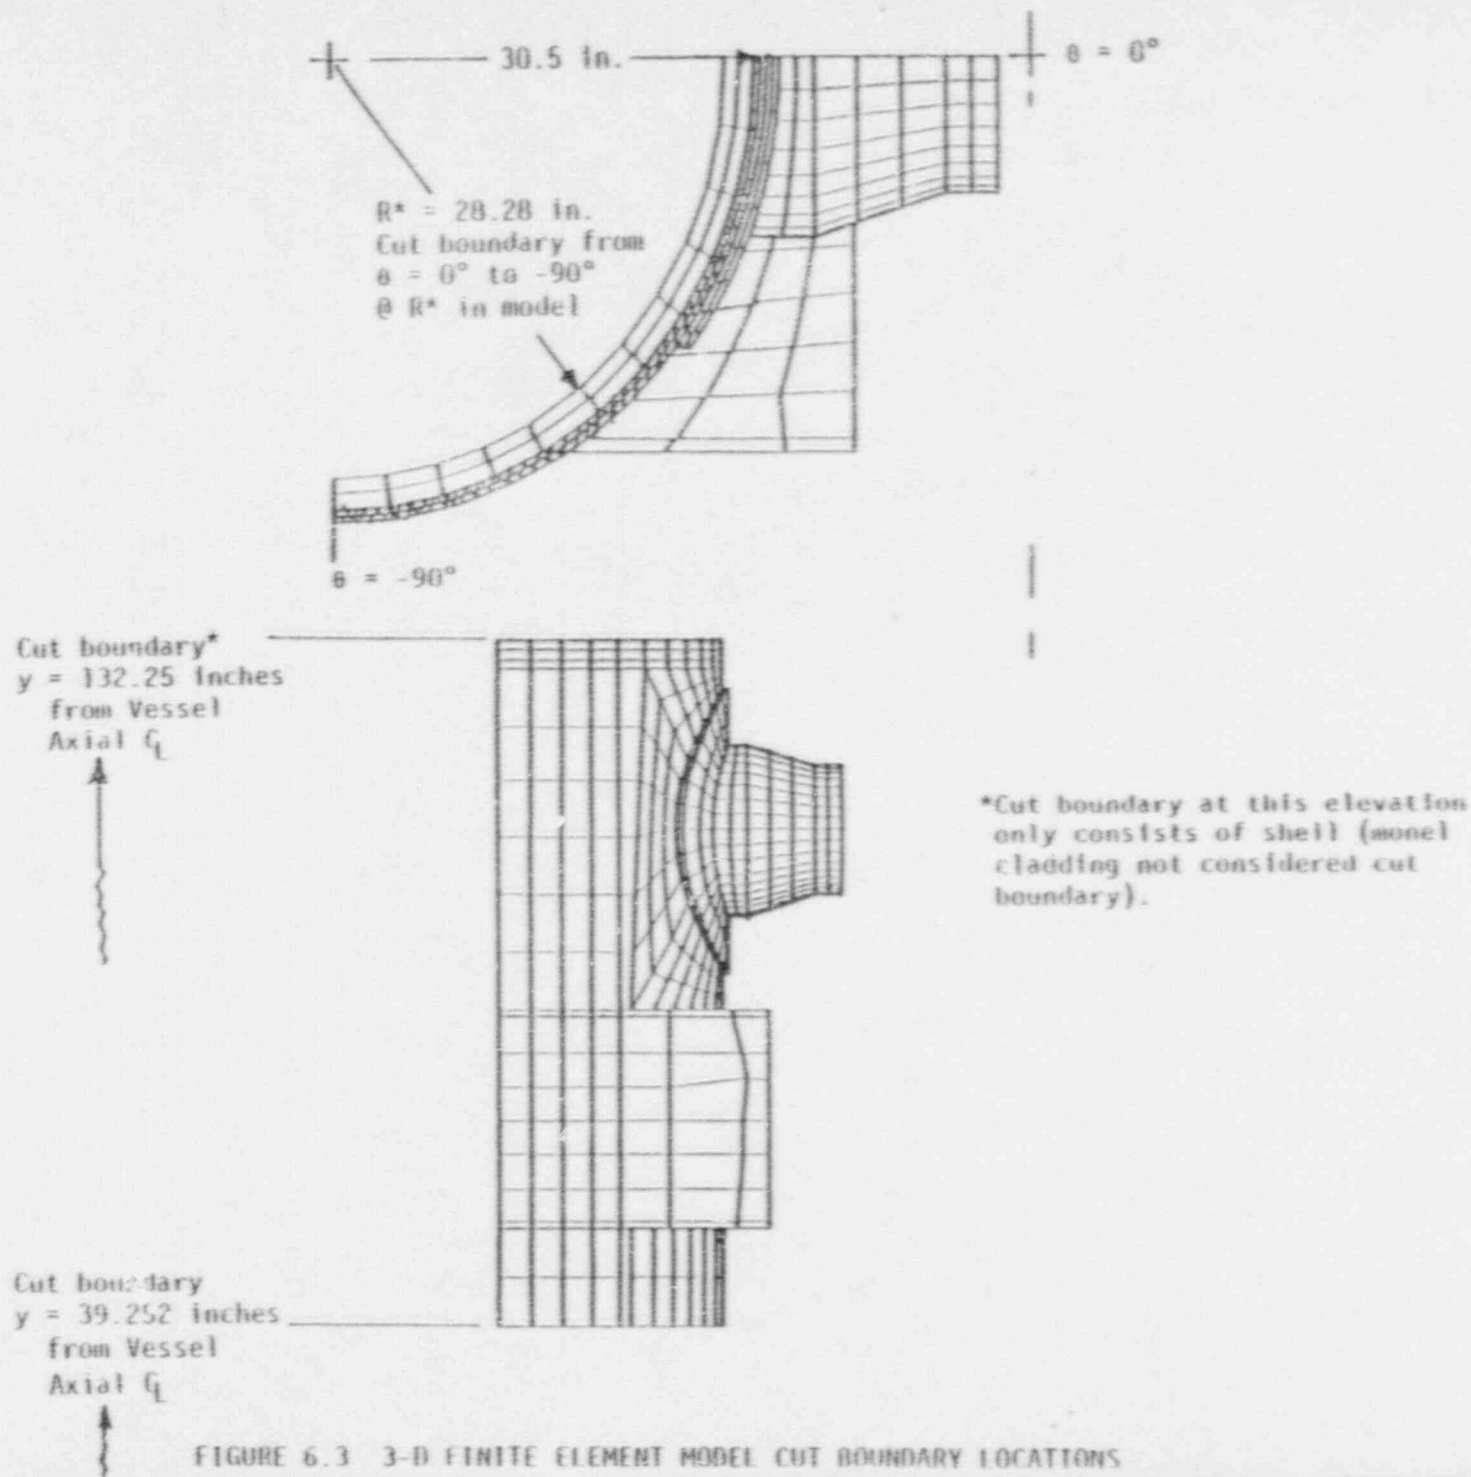 30.5 in.
θ = 0°
R* = 28.28 in.
Cut boundary from
θ = 0° to -90°
@ R* in model
θ = -90°
Cut boundary*
y = 132.25 inches
from Vessel
Axial ℄
*Cut boundary at this elevation
only consists of shell (monel
cladding not considered cut
boundary).
Cut boundary
y = 39.252 inches
from Vessel
Axial ℄
FIGURE 6.3 3-D FINITE ELEMENT MODEL CUT BOUNDARY LOCATIONS